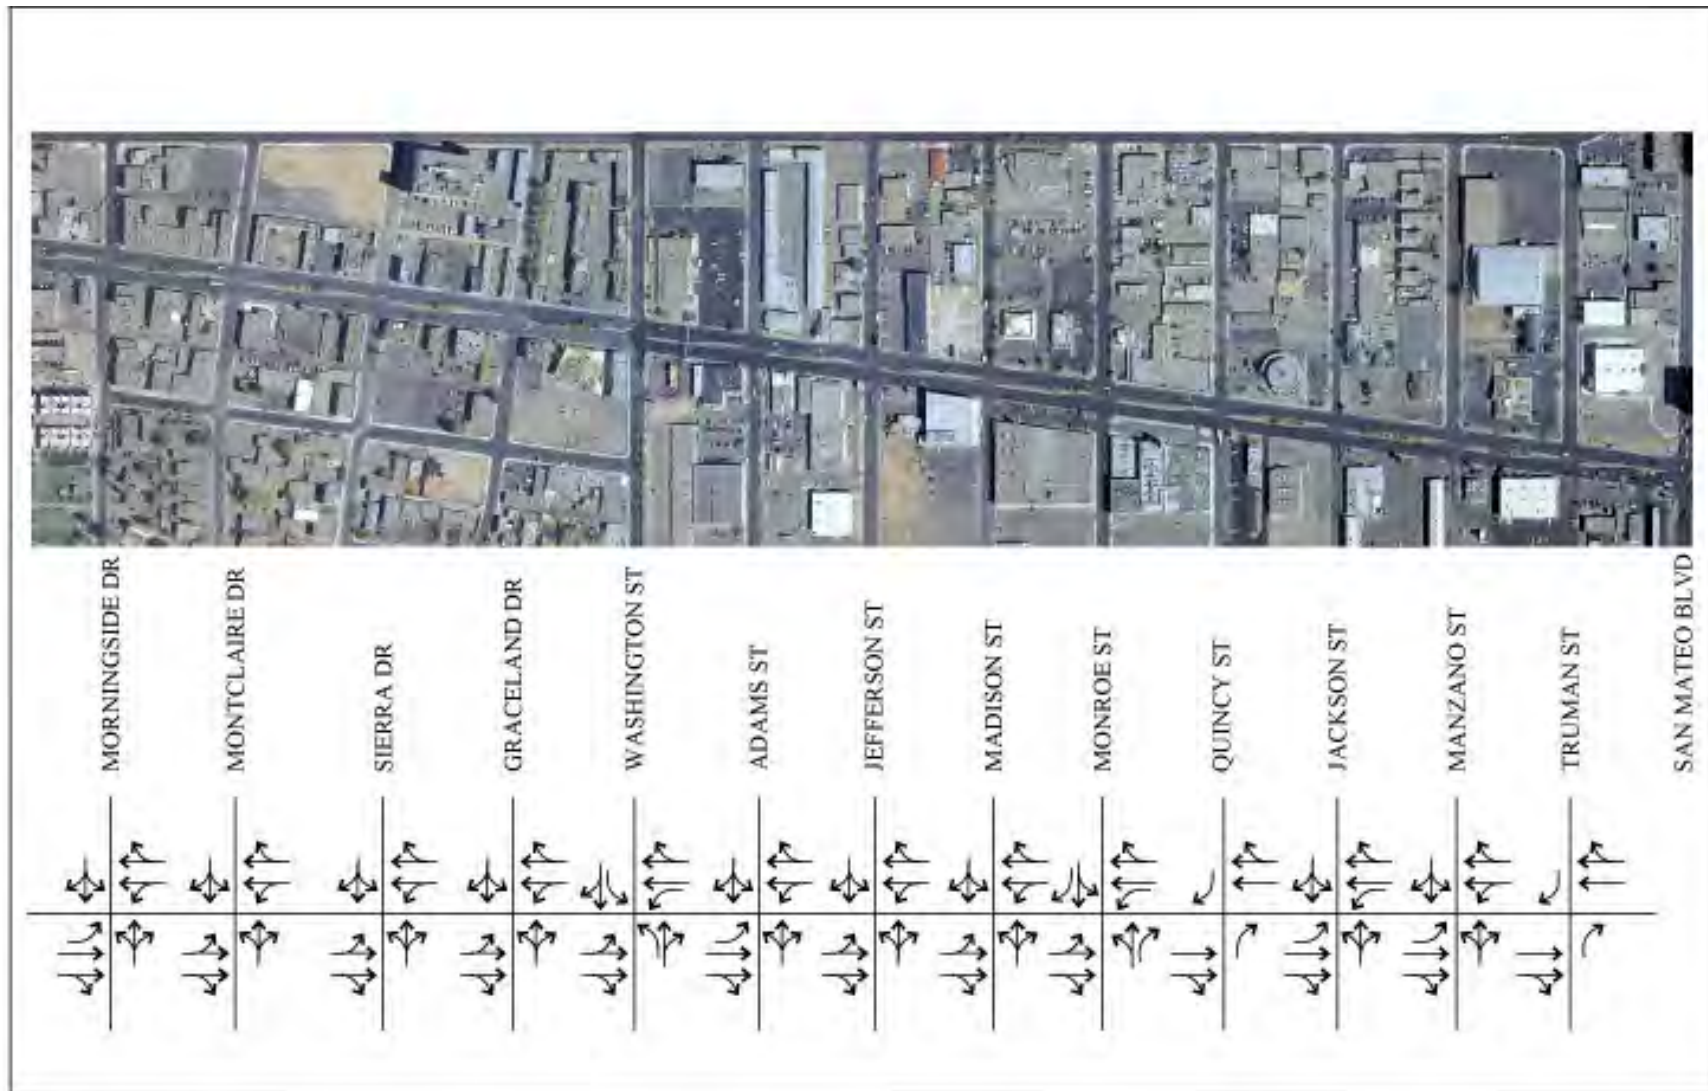 MORNINGSIDE DR
MONTCLAIRE DR
SIERRA DR
GRACELAND DR
WASHINGTON ST
ADAMS ST
JEFFERSON ST
MADISON ST
MONROE ST
QUINCY ST
JACKSON ST
MANZANO ST
TRUMAN ST
SAN MATEO BLVD